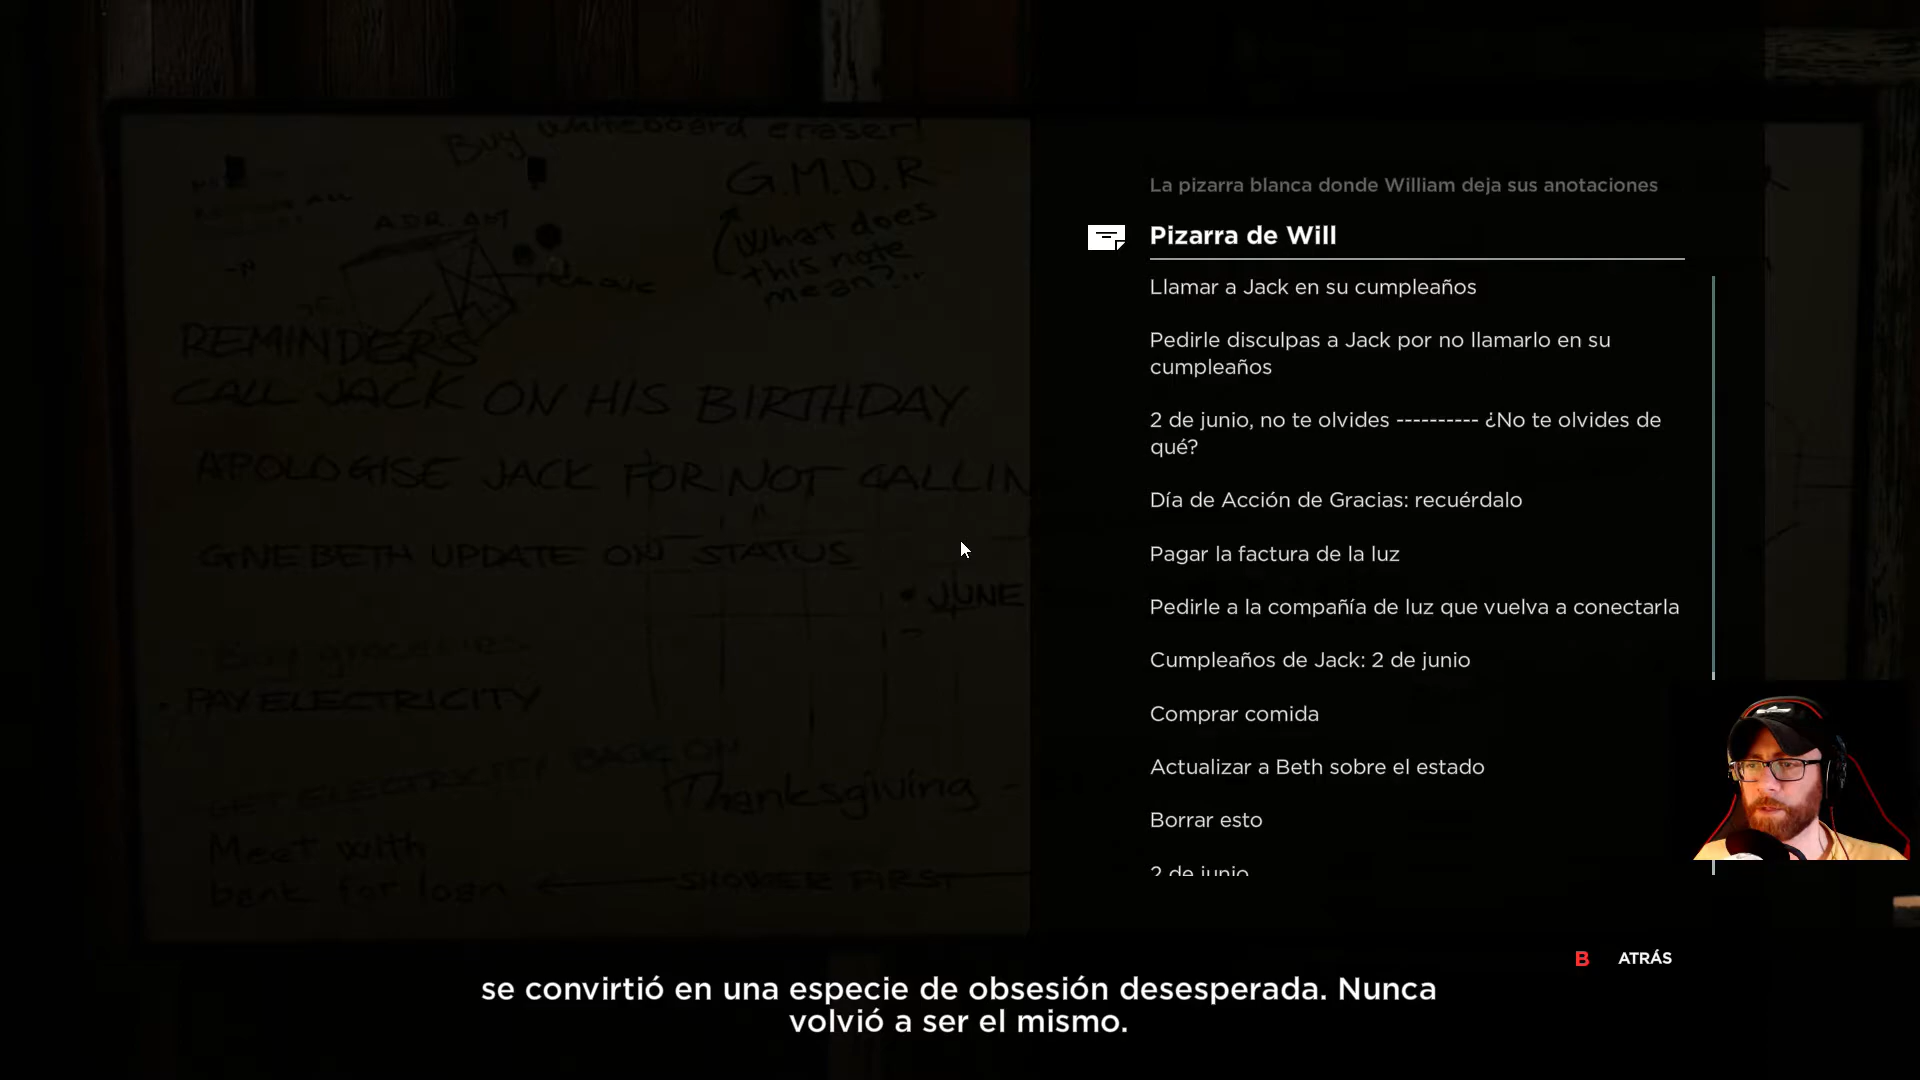 Buy whiteboard eraser!
G.M.D.R
What does
this note
mean?...
REMINDERS
CALL JACK ON HIS BIRTHDAY
APOLOGISE JACK FOR NOT CALLIN
GIVE BETH UPDATE ON STATUS
• JUNE
Buy groceries
• PAY ELECTRICITY
GET ELECTRICITY BACK ON
Thanksgiving -
Meet with
bank for loan
SHOWER FIRST
La pizarra blanca donde William deja sus anotaciones
Pizarra de Will
Llamar a Jack en su cumpleaños
Pedirle disculpas a Jack por no llamarlo en su
cumpleaños
2 de junio, no te olvides ---------- ¿No te olvides de
qué?
Día de Acción de Gracias: recuérdalo
Pagar la factura de la luz
Pedirle a la compañía de luz que vuelva a conectarla
Cumpleaños de Jack: 2 de junio
Comprar comida
Actualizar a Beth sobre el estado
Borrar esto
2 de junio
B ATRÁS
se convirtió en una especie de obsesión desesperada. Nunca
volvió a ser el mismo.